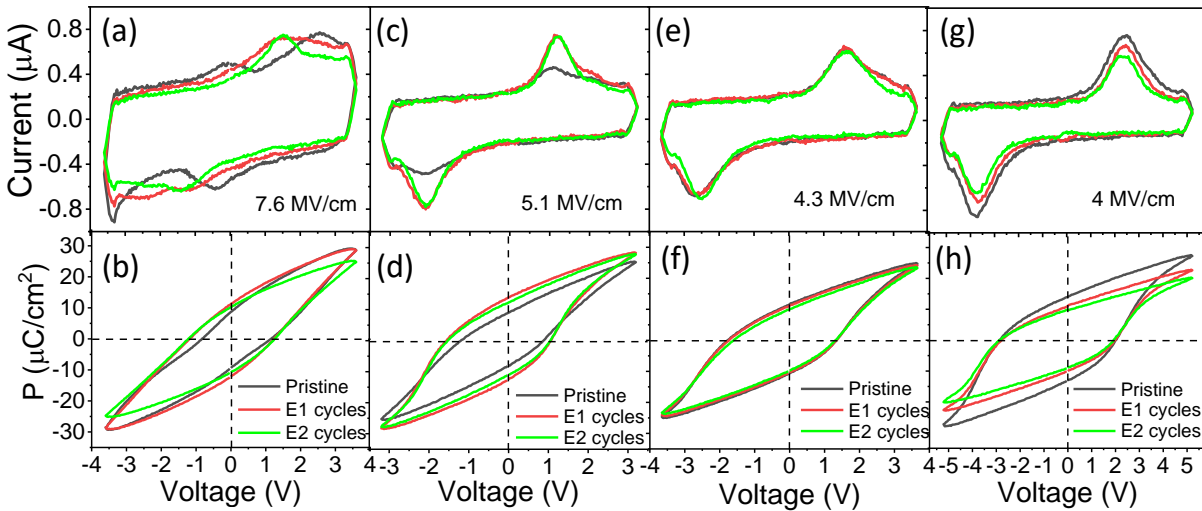 (a) (c) (e) (g)
Current (μA)
0.8
0.4
0.0
-0.4
-0.8
7.6 MV/cm 5.1 MV/cm 4.3 MV/cm 4 MV/cm
(b) (d) (f) (h)
P (μC/cm²)
30
20
10
0
-10
-20
-30
Pristine
E1 cycles
E2 cycles
Pristine
E1 cycles
E2 cycles
Pristine
E1 cycles
E2 cycles
Pristine
E1 cycles
E2 cycles
-4 -3 -2 -1 0 1 2 3 4
-3 -2 -1 0 1 2 3
-4 -3 -2 -1 0 1 2 3 4
-5 -4 -3 -2 -1 0 1 2 3 4 5
Voltage (V) Voltage (V) Voltage (V) Voltage (V)